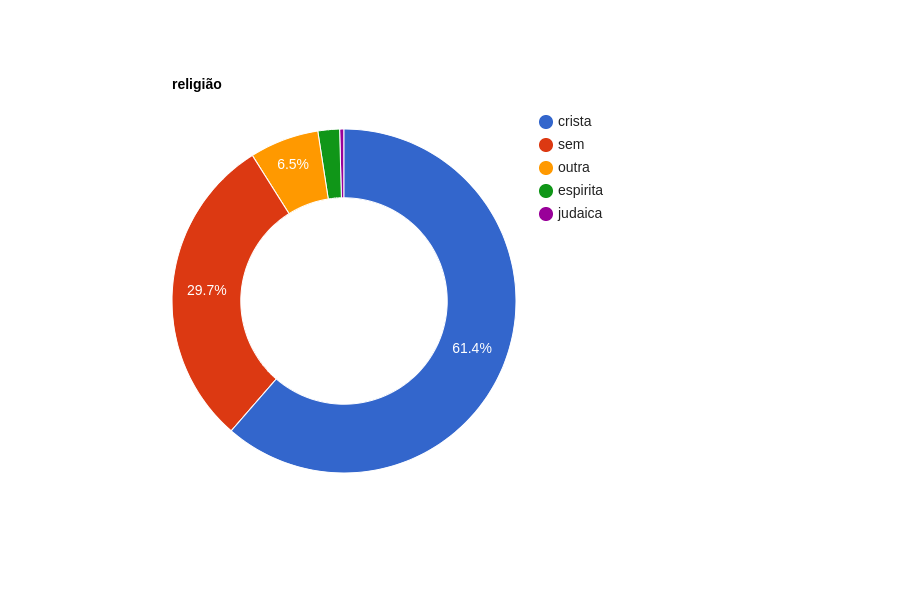 religião
crista
sem
outra
espirita
judaica
6.5%
29.7%
61.4%